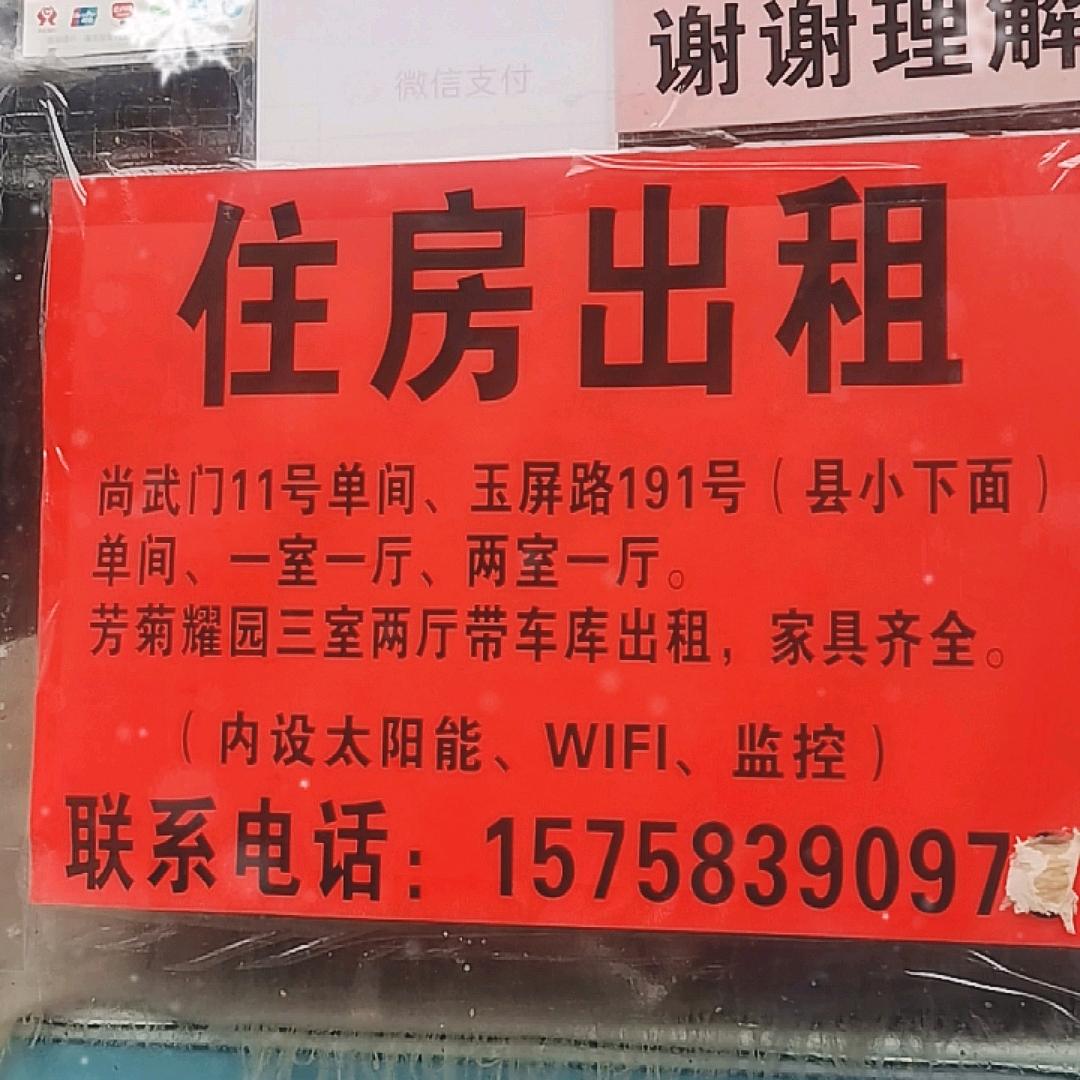 微信支付
谢谢理解
住房出租
尚武门11号单间、玉屏路191号（县小下面）
单间、一室一厅、两室一厅。
芳菊耀园三室两厅带车库出租，家具齐全。
（内设太阳能、WIFI、监控）
联系电话：1575839097